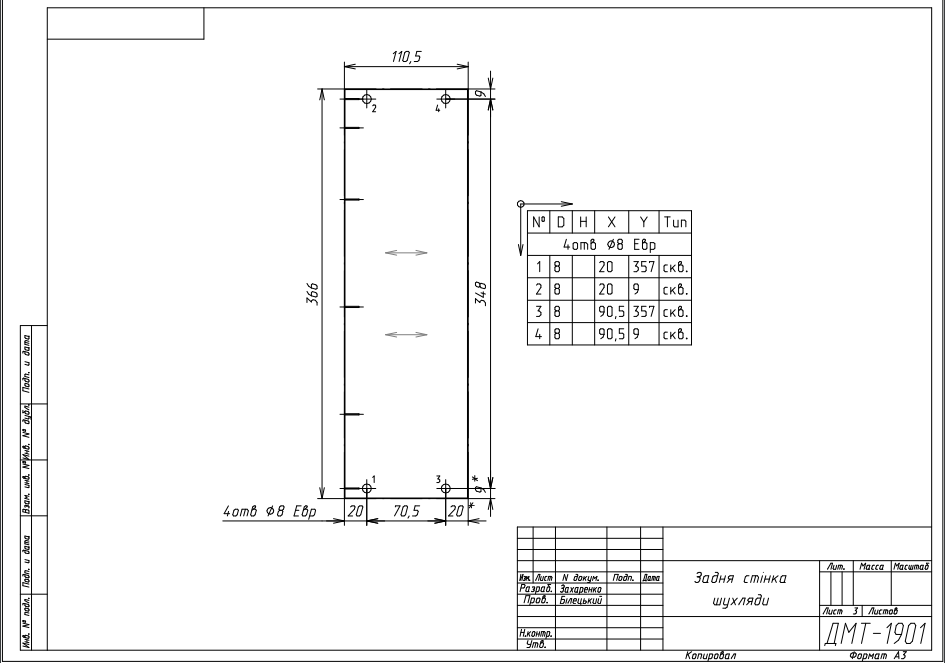 110,5
9
2
4
366
348
1
3
9*
20
70,5
20*
4отв Ф8 Евр
№ D H X Y Тип
4отв Ф8 Евр
1 8 20 357 скв.
2 8 20 9 скв.
3 8 90,5 357 скв.
4 8 90,5 9 скв.
Подп. и дата
Инв. № дубл.
Взам. инв. №
Подп. и дата
Инв. № подл.
Изм. Лист N докум. Подп. Дата
Разраб. Захаренко
Пров. Білецький
Н.контр.
Утв.
Задня стінка
шухляди
Лит. Масса Масштаб
Лист 3 Листов
ДМТ-1901
Копировал Формат А3